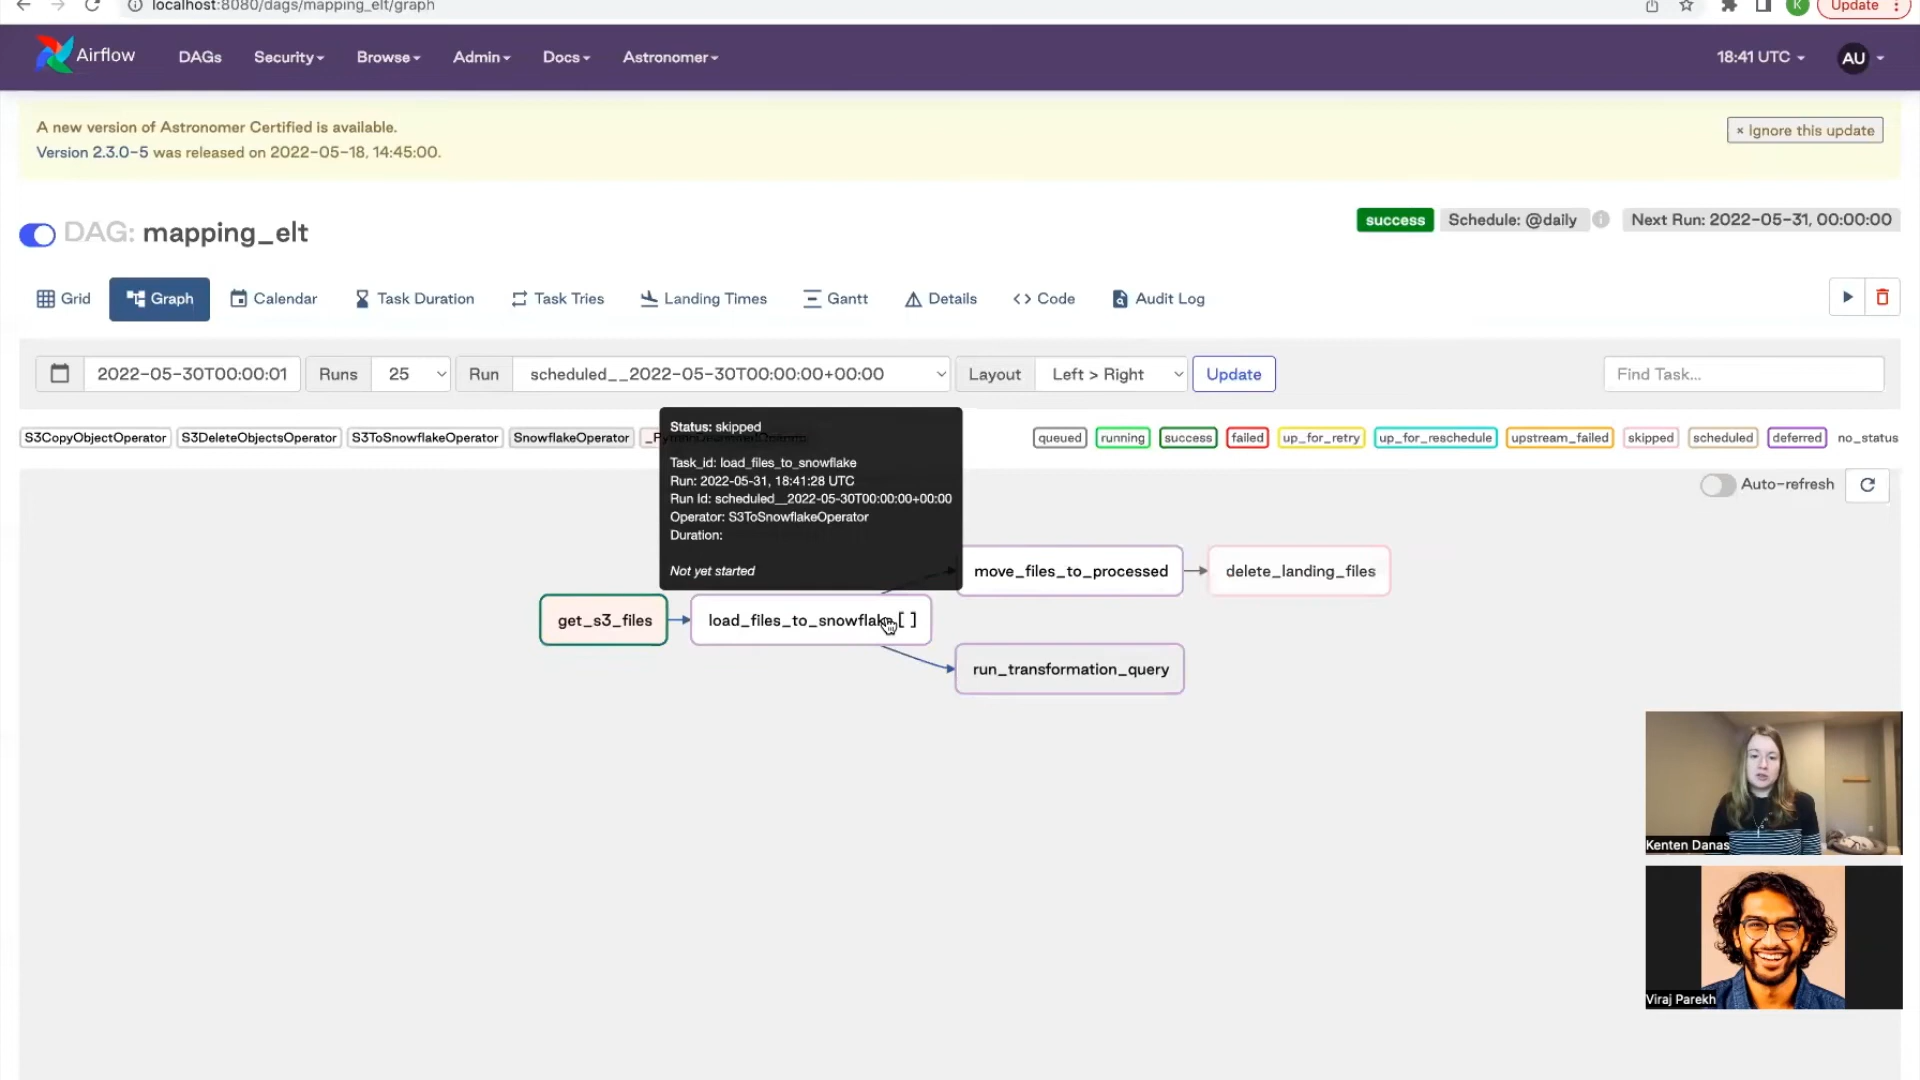 localhost:8080/dags/mapping_elt/graph
Update
Airflow
DAGs
Security
Browse
Admin
Docs
Astronomer
18:41 UTC
AU
A new version of Astronomer Certified is available.
Version 2.3.0-5 was released on 2022-05-18, 14:45:00.
× Ignore this update
DAG: mapping_elt
success
Schedule: @daily
Next Run: 2022-05-31, 00:00:00
Grid
Graph
Calendar
Task Duration
Task Tries
Landing Times
Gantt
Details
<> Code
Audit Log
2022-05-30T00:00:01
Runs
25
Run
scheduled__2022-05-30T00:00:00+00:00
Layout
Left > Right
Update
Find Task...
S3CopyObjectOperator
S3DeleteObjectsOperator
S3ToSnowflakeOperator
SnowflakeOperator
queued
running
success
failed
up_for_retry
up_for_reschedule
upstream_failed
skipped
scheduled
deferred
no_status
Status: skipped
Task_id: load_files_to_snowflake
Run: 2022-05-31, 18:41:28 UTC
Run Id: scheduled__2022-05-30T00:00:00+00:00
Operator: S3ToSnowflakeOperator
Duration:
Not yet started
Auto-refresh
move_files_to_processed
delete_landing_files
get_s3_files
load_files_to_snowflake [ ]
run_transformation_query
Kenten Danas
Viraj Parekh